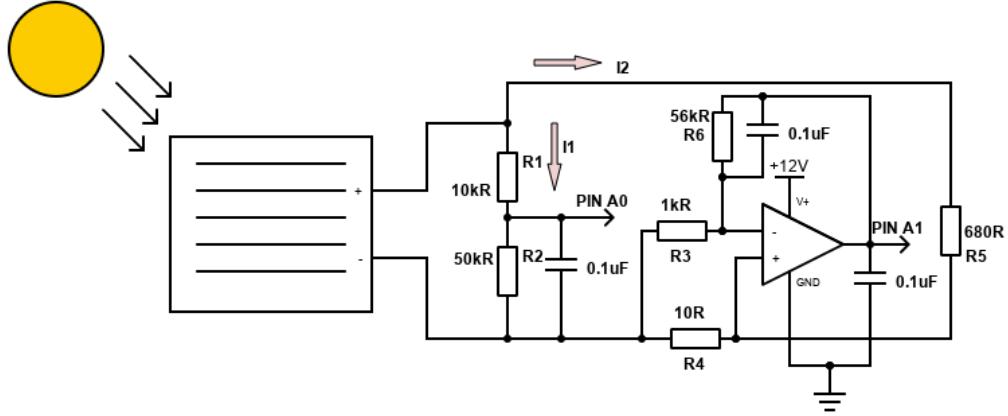 I2
56kR
R6
0.1uF
I1
R1
+12V
+
10kR
PIN A0
V+
1kR
PIN A1
-
680R
50kR
R2
-
R3
R5
0.1uF
+
GND
0.1uF
10R
R4